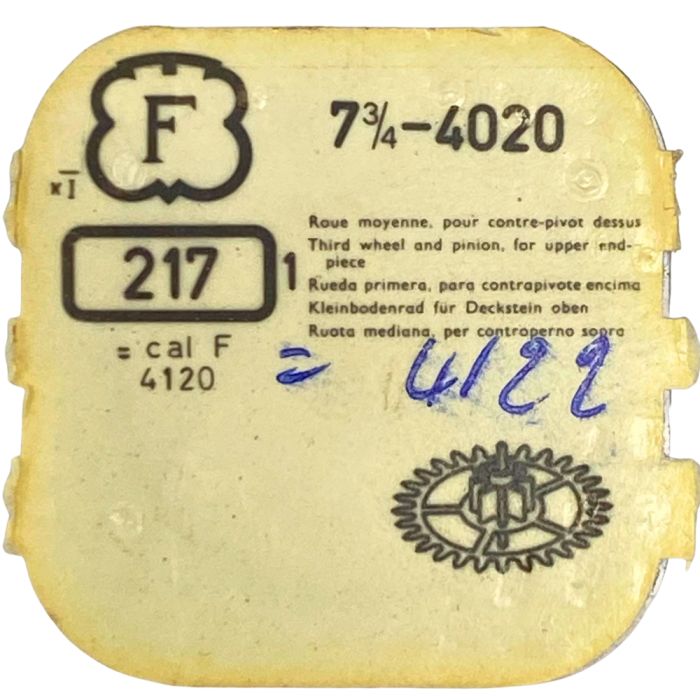 F
7¾-4020
x I
217 1
Roue moyenne, pour contre-pivot dessus
Third wheel and pinion, for upper end-
piece
Rueda primera, para contrapivote encima
Kleinbodenrad für Deckstein oben
Ruota mediana, per controperno sopra
= cal F
4120
= 4122